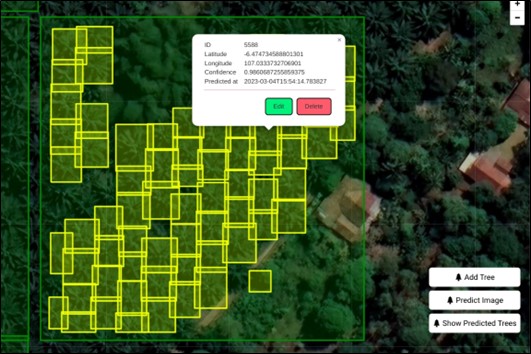 +
-
×
ID 5588
Latitude -6.474734588801301
Longitude 107.0333732706901
Confidence 0.9860687255859375
Predicted at 2023-03-04T15:54:14.783827
Edit Delete
Add Tree
Predict Image
Show Predicted Trees